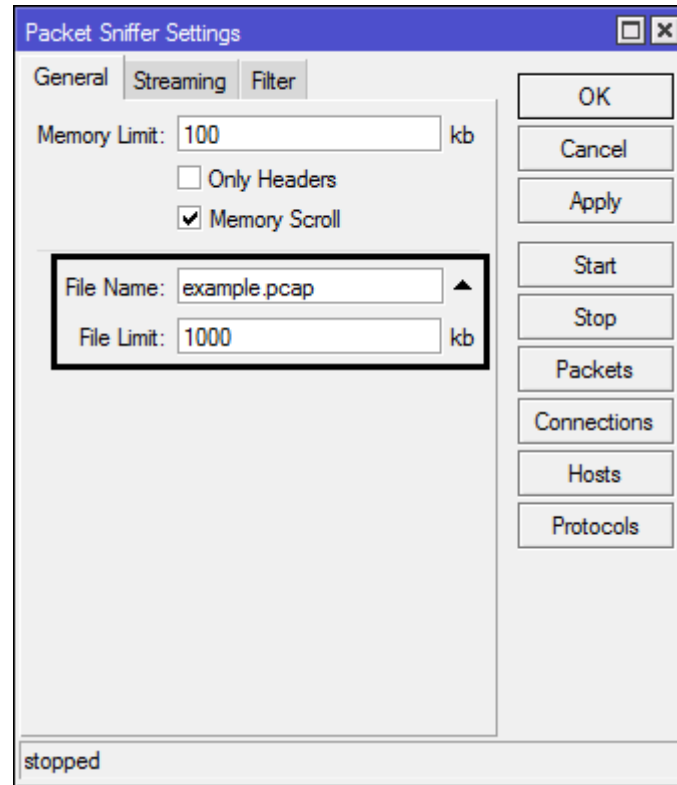 Packet Sniffer Settings
General Streaming Filter
Memory Limit: 100 kb
Only Headers
Memory Scroll
File Name: example.pcap
File Limit: 1000 kb
OK
Cancel
Apply
Start
Stop
Packets
Connections
Hosts
Protocols
stopped